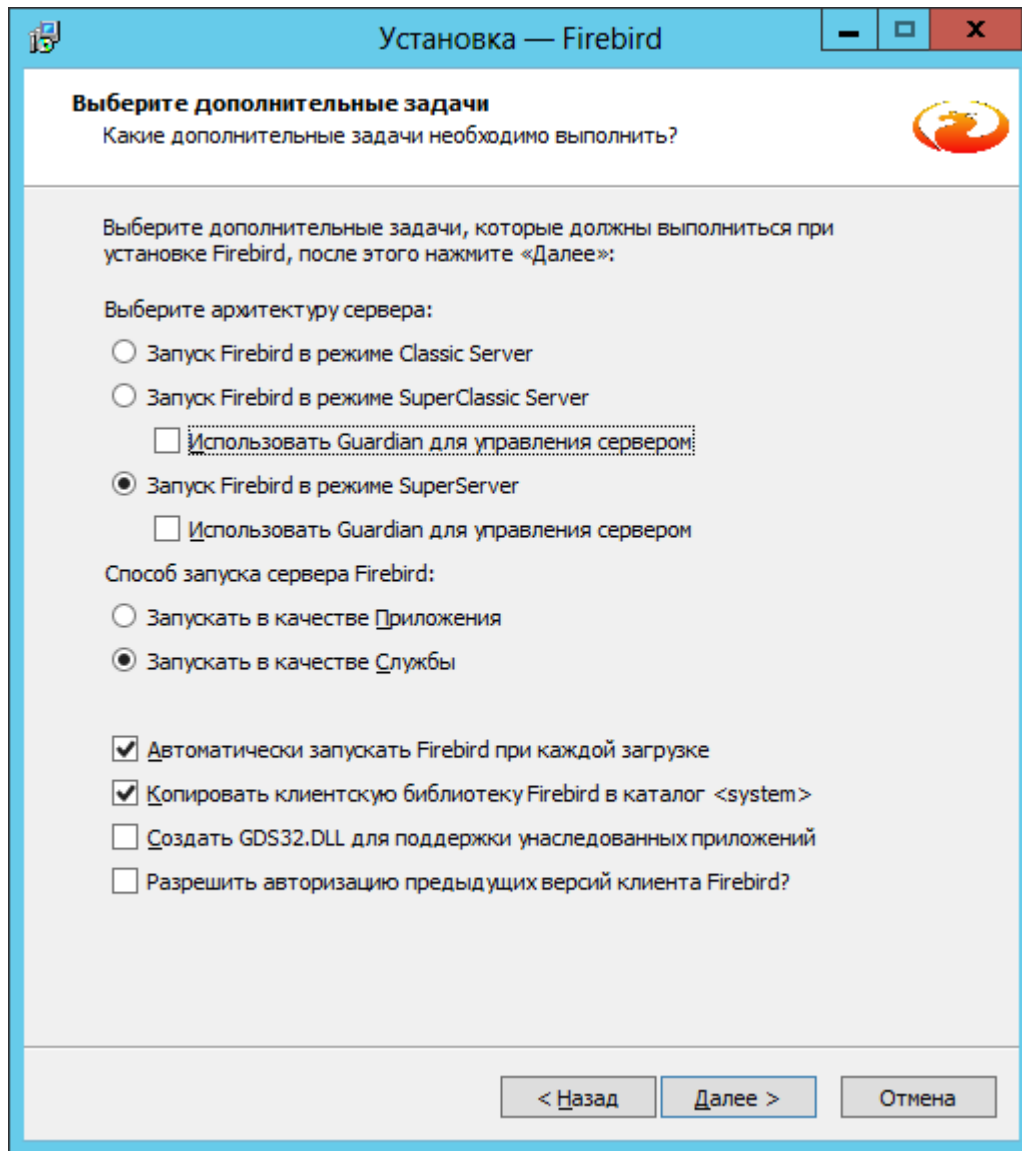 Установка — Firebird
Выберите дополнительные задачи
Какие дополнительные задачи необходимо выполнить?
Выберите дополнительные задачи, которые должны выполниться при
установке Firebird, после этого нажмите «Далее»:
Выберите архитектуру сервера:
Запуск Firebird в режиме Classic Server
Запуск Firebird в режиме SuperClassic Server
Использовать Guardian для управления сервером
Запуск Firebird в режиме SuperServer
Использовать Guardian для управления сервером
Способ запуска сервера Firebird:
Запускать в качестве Приложения
Запускать в качестве Службы
Автоматически запускать Firebird при каждой загрузке
Копировать клиентскую библиотеку Firebird в каталог <system>
Создать GDS32.DLL для поддержки унаследованных приложений
Разрешить авторизацию предыдущих версий клиента Firebird?
< Назад Далее > Отмена